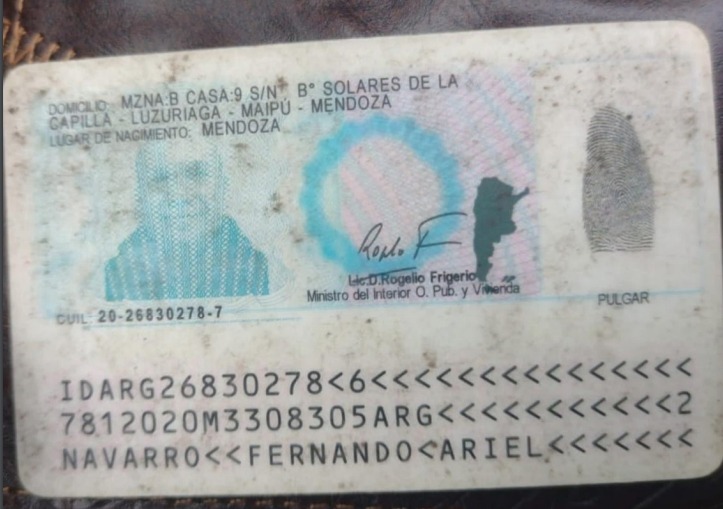 DOMICILIO: MZNA:B CASA:9 S/N° B° SOLARES DE LA
CAPILLA - LUZURIAGA - MAIPÚ - MENDOZA
LUGAR DE NACIMIENTO: MENDOZA
Lic.D.Rogelio Frigerio
Ministro del Interior O. Pub. y Vivienda
PULGAR
CUIL: 20-26830278-7
IDARG26830278<6<<<<<<<<<<<<<<<
7812020M3308305ARG<<<<<<<<<<<2
NAVARRO<<FERNANDO<ARIEL<<<<<<<